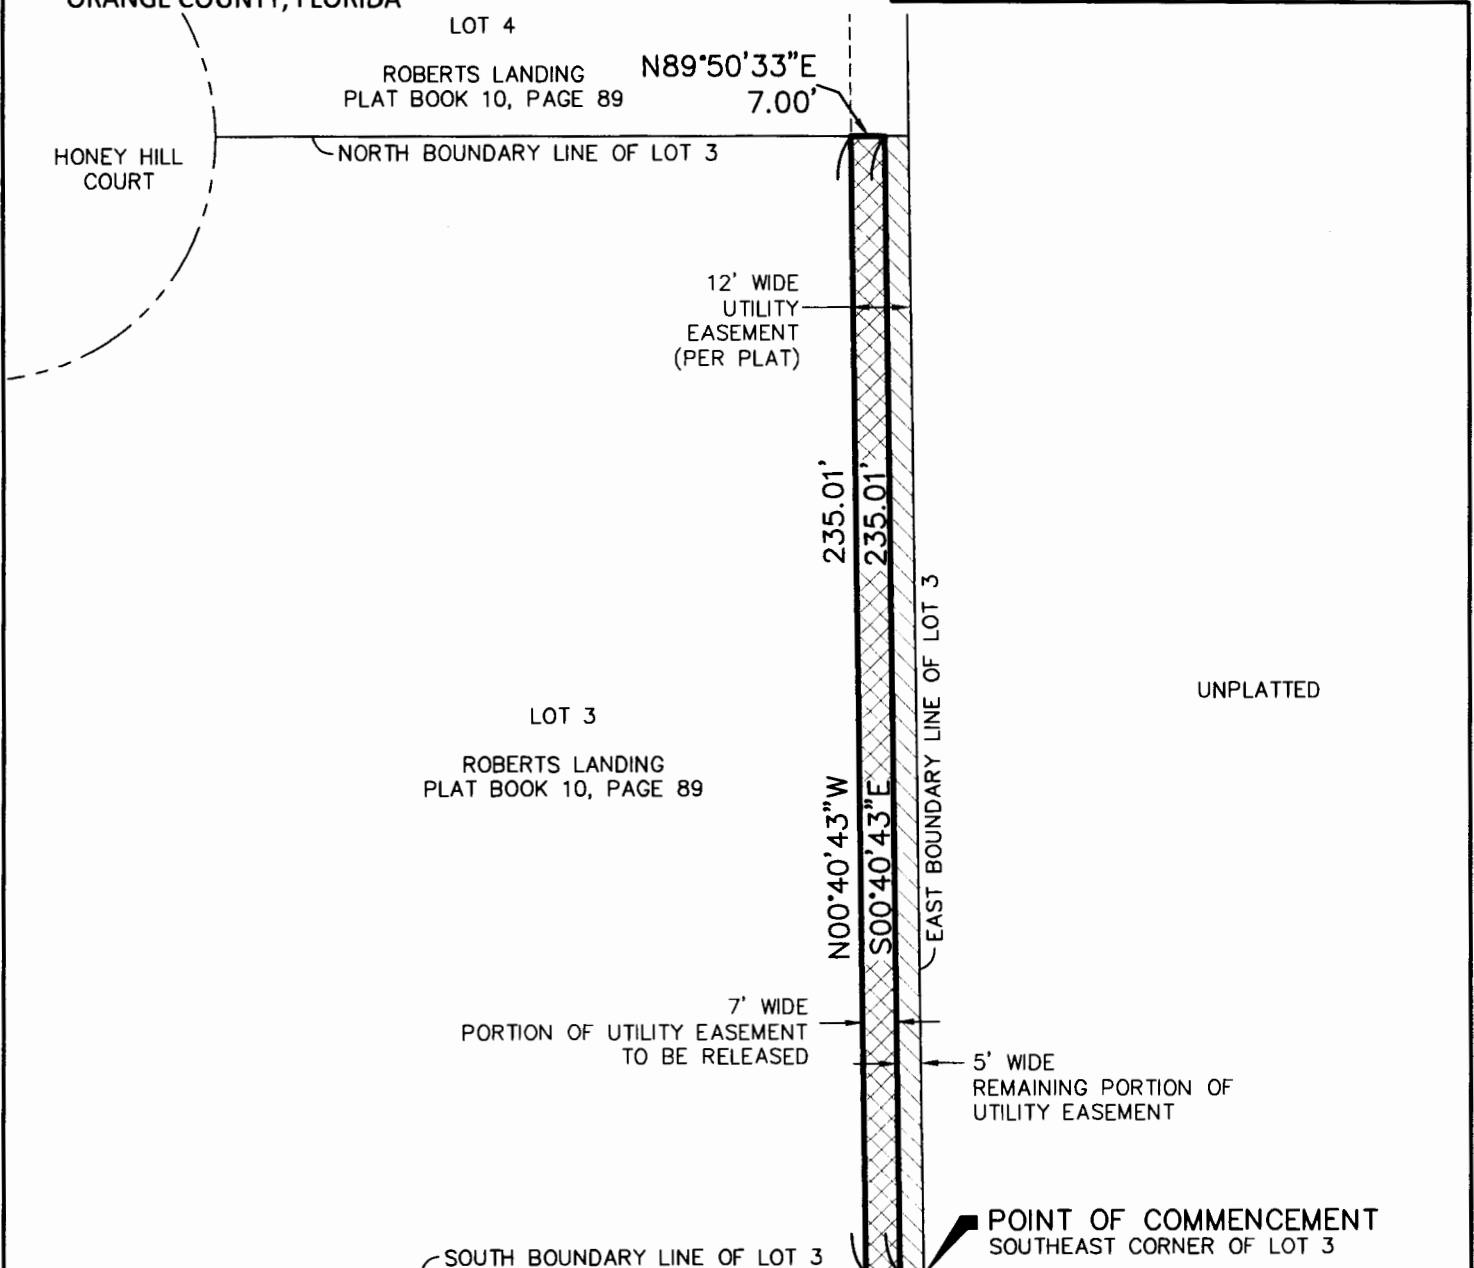 ORANGE COUNTY, FLORIDA
LOT 4
ROBERTS LANDING
PLAT BOOK 10, PAGE 89
N89°50'33"E
7.00'
HONEY HILL
COURT
NORTH BOUNDARY LINE OF LOT 3
12' WIDE
UTILITY
EASEMENT
(PER PLAT)
235.01'
235.01'
EAST BOUNDARY LINE OF LOT 3
UNPLATTED
LOT 3
ROBERTS LANDING
PLAT BOOK 10, PAGE 89
N00°40'43"W
S00°40'43"E
7' WIDE
PORTION OF UTILITY EASEMENT
TO BE RELEASED
5' WIDE
REMAINING PORTION OF
UTILITY EASEMENT
POINT OF COMMENCEMENT
SOUTHEAST CORNER OF LOT 3
SOUTH BOUNDARY LINE OF LOT 3